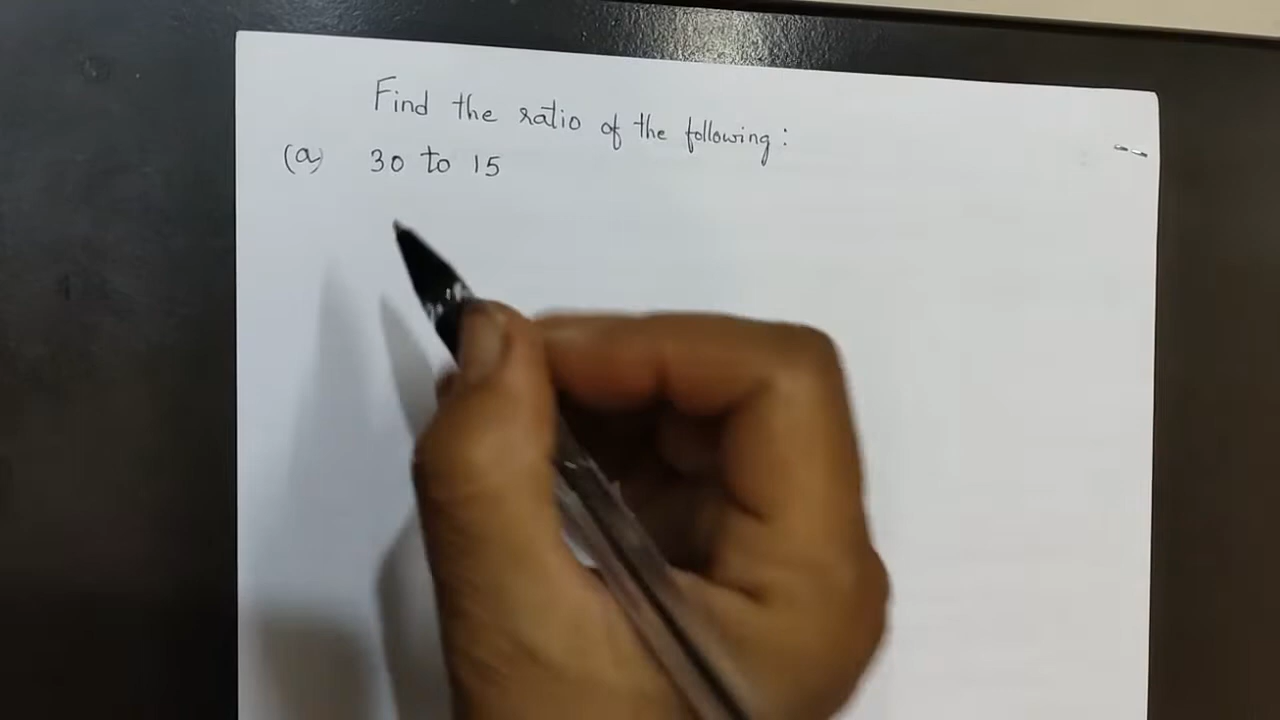 Find the ratio of the following:
(a) 30 to 15